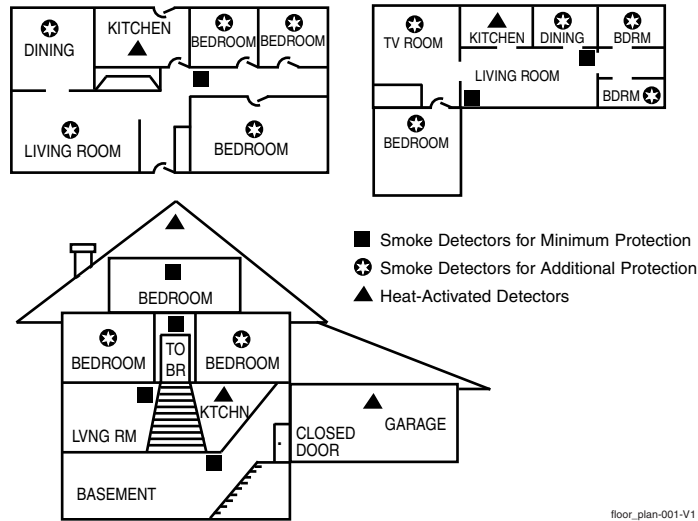 DINING
KITCHEN
BEDROOM
BEDROOM
LIVING ROOM
BEDROOM
TV ROOM
KITCHEN
DINING
BDRM
LIVING ROOM
BDRM
BEDROOM
Smoke Detectors for Minimum Protection
Smoke Detectors for Additional Protection
Heat-Activated Detectors
BEDROOM
BEDROOM
TO
BR
BEDROOM
LVNG RM
KTCHN
CLOSED
DOOR
GARAGE
BASEMENT
floor_plan-001-V1